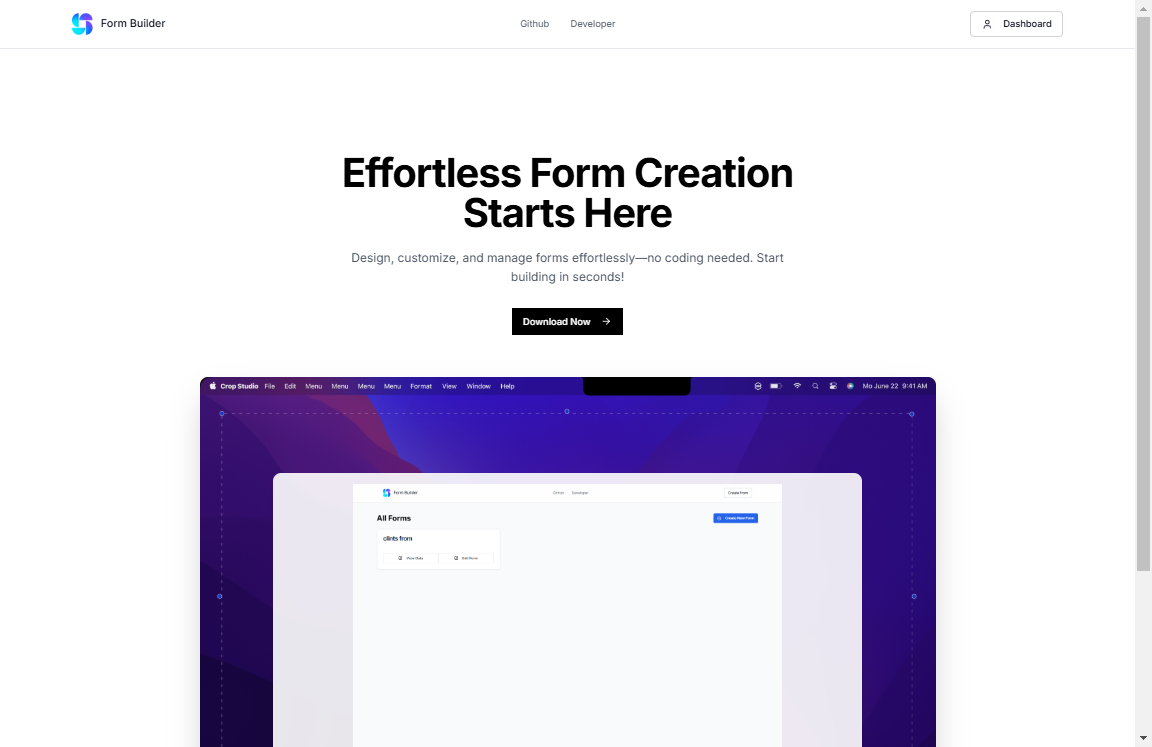 Form Builder
Github
Developer
Dashboard
Effortless Form Creation
Starts Here
Design, customize, and manage forms effortlessly—no coding needed. Start
building in seconds!
Download Now
Crop Studio File Edit Menu Menu Menu Menu Format View Window Help
Mo June 22 9:41 AM
Form Builder
Github
Developer
Create From
All Forms
Create New Form
clints from
View Data
Edit Form